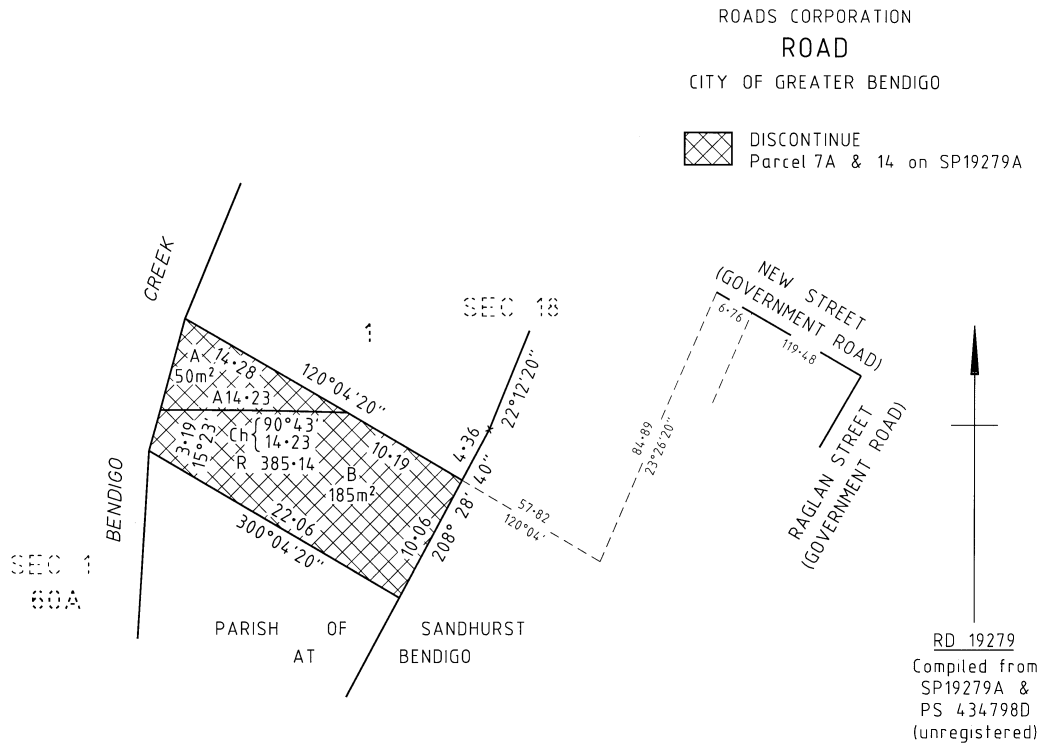 ROADS CORPORATION
ROAD
CITY OF GREATER BENDIGO
DISCONTINUE
Parcel 7A & 14 on SP19279A
CREEK
SEC 18
1
NEW STREET
(GOVERNMENT ROAD)
6·76
119·48
A
50m²
14·28
120°04'20"
A14·23
Ch { 90°43'
14·23
R 385·14
3·19
15°23'
10·19
B
185m²
4·36
22°12'20"
10·06
208° 28' 40"
22·06
300°04'20"
57·82
120°04'
84·89
23°26'20"
RAGLAN STREET
(GOVERNMENT ROAD)
BENDIGO
SEC 1
60A
PARISH OF SANDHURST
AT BENDIGO
RD 19279
Compiled from
SP19279A &
PS 434798D
(unregistered)